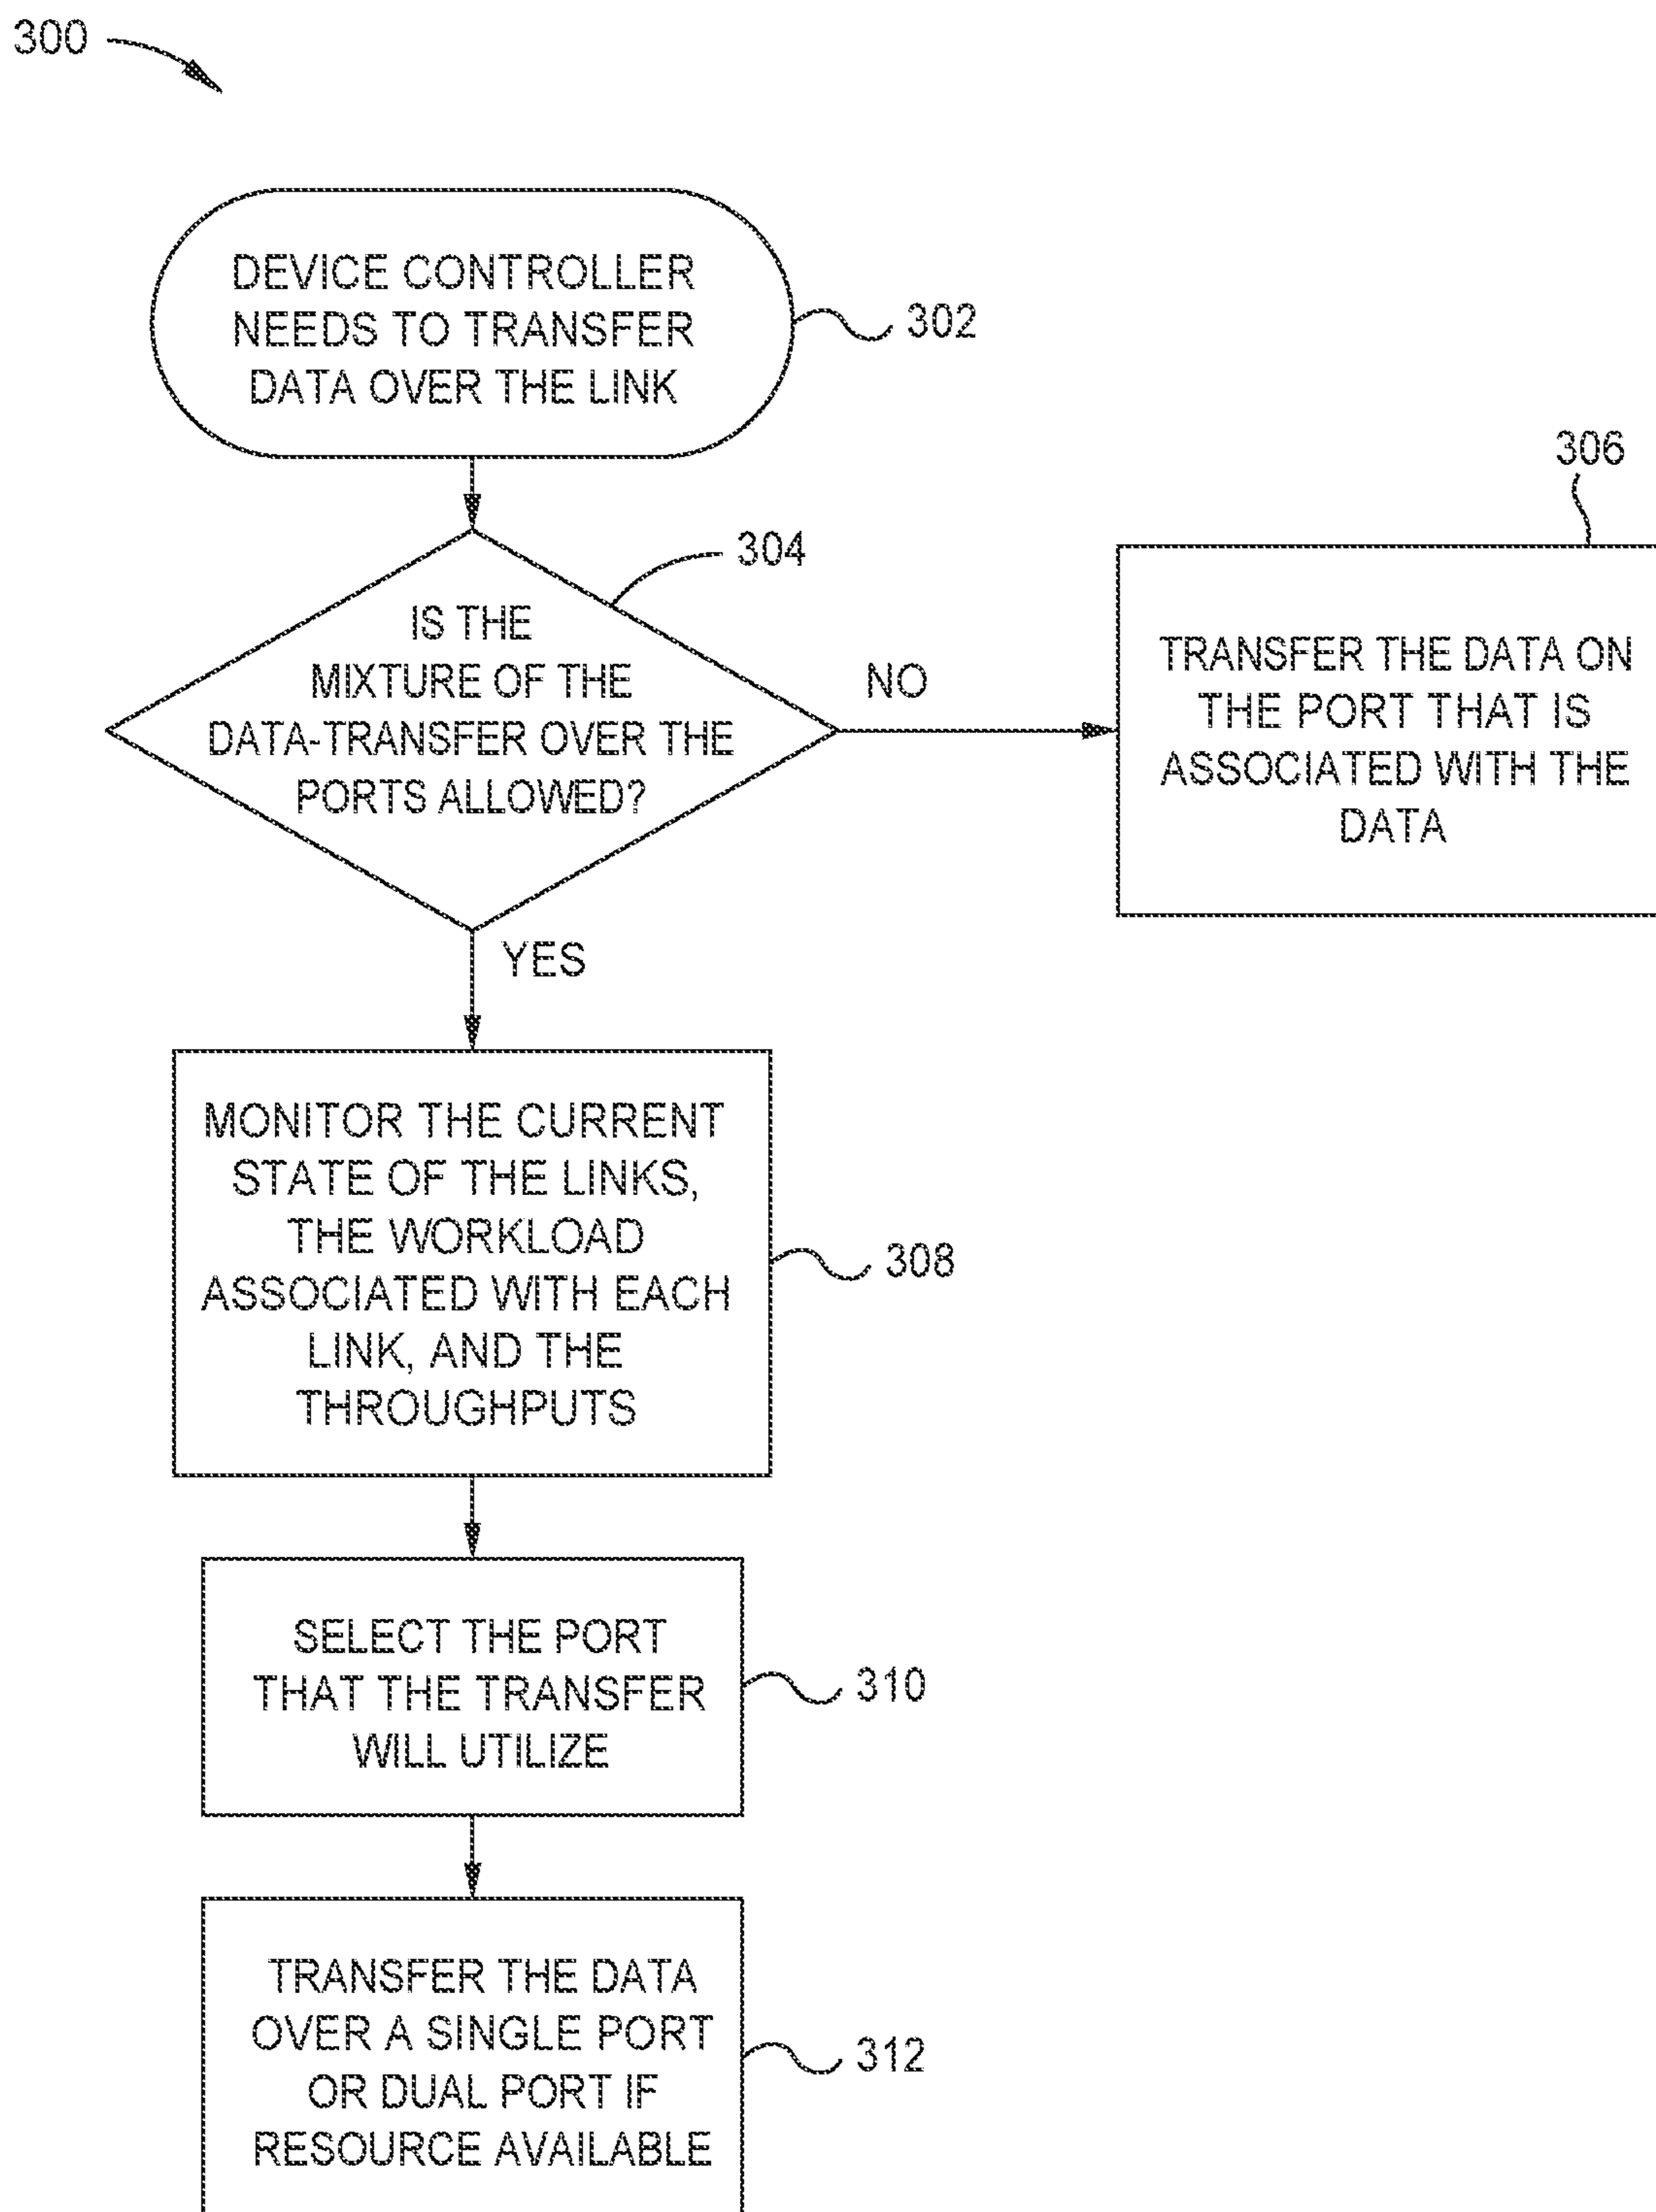 300
DEVICE CONTROLLER
NEEDS TO TRANSFER
DATA OVER THE LINK
302
304
IS THE
MIXTURE OF THE
DATA-TRANSFER OVER THE
PORTS ALLOWED?
NO
306
TRANSFER THE DATA ON
THE PORT THAT IS
ASSOCIATED WITH THE
DATA
YES
MONITOR THE CURRENT
STATE OF THE LINKS,
THE WORKLOAD
ASSOCIATED WITH EACH
LINK, AND THE
THROUGHPUTS
308
SELECT THE PORT
THAT THE TRANSFER
WILL UTILIZE
310
TRANSFER THE DATA
OVER A SINGLE PORT
OR DUAL PORT IF
RESOURCE AVAILABLE
312